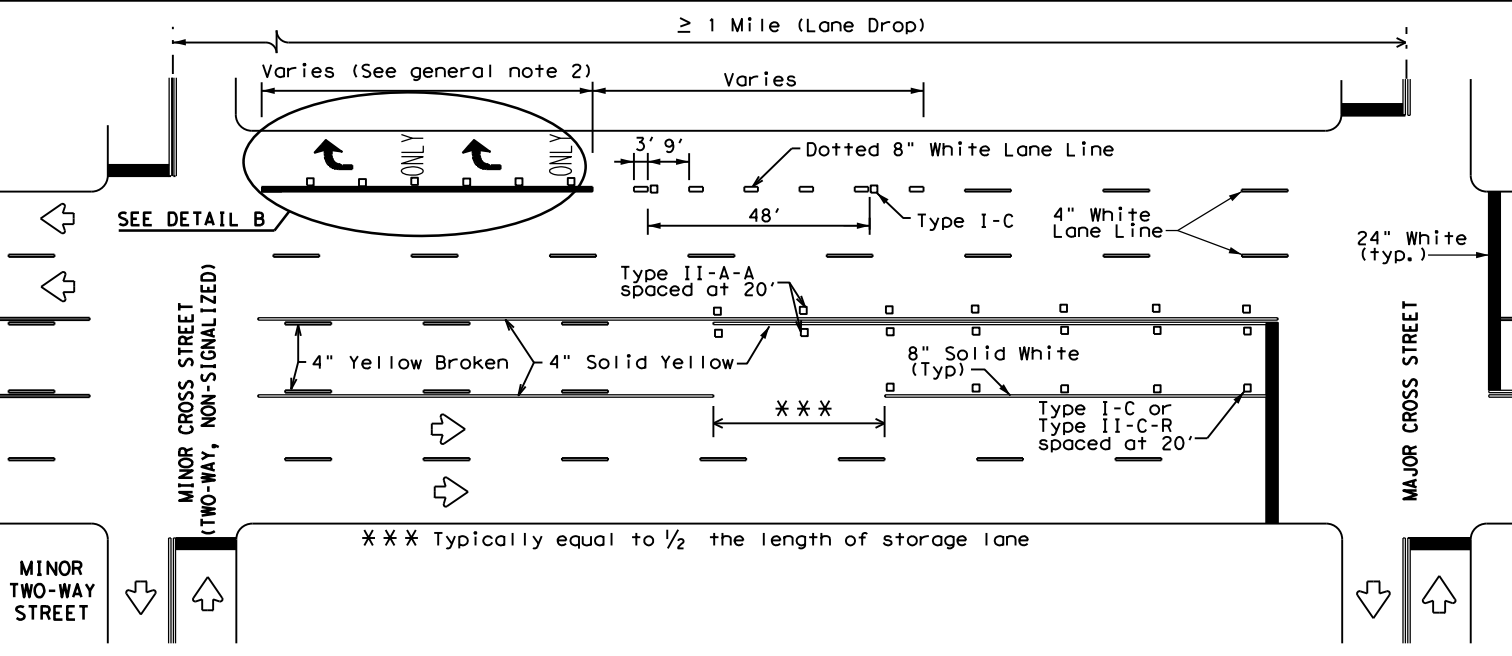 ≥ 1 Mile (Lane Drop)
Varies (See general note 2)
Varies
ONLY
ONLY
3' 9'
Dotted 8" White Lane Line
SEE DETAIL B
48'
Type I-C
4" White
Lane Line
24" White
(typ.)
Type II-A-A
spaced at 20'
4" Yellow Broken
4" Solid Yellow
8" Solid White
(Typ)
***
Type I-C or
Type II-C-R
spaced at 20'
MINOR CROSS STREET
(TWO-WAY, NON-SIGNALIZED)
MAJOR CROSS STREET
*** Typically equal to ½ the length of storage lane
MINOR
TWO-WAY
STREET